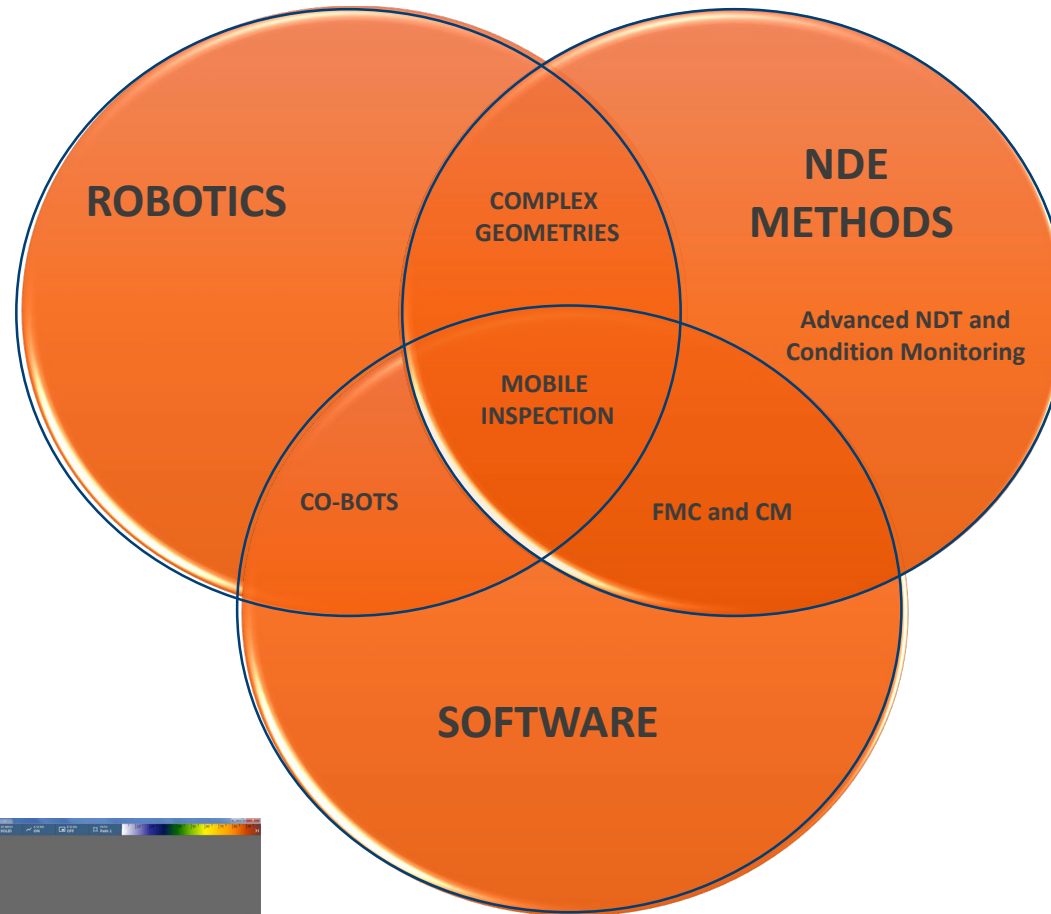 ROBOTICS
NDE
METHODS
COMPLEX
GEOMETRIES
Advanced NDT and
Condition Monitoring
MOBILE
INSPECTION
CO-BOTS
FMC and CM
SOFTWARE